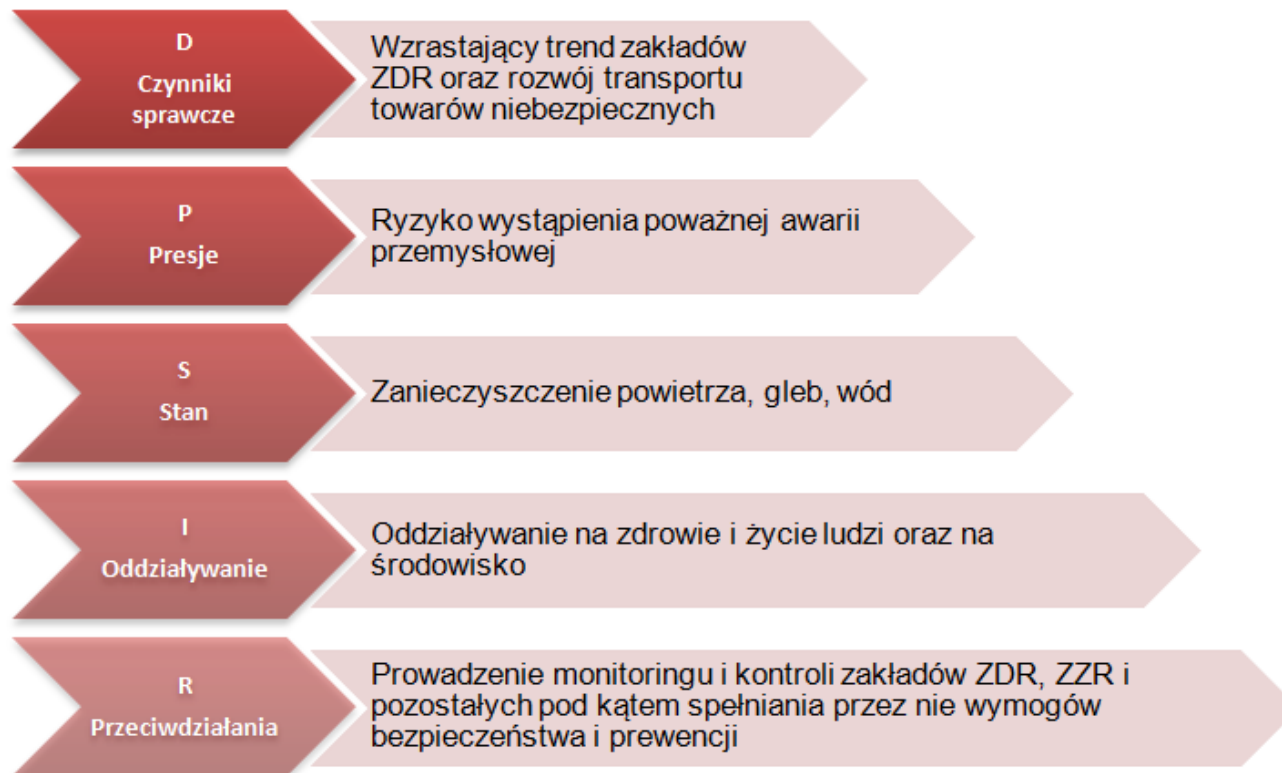 D
Czynniki
sprawcze
Wzrastający trend zakładów
ZDR oraz rozwój transportu
towarów niebezpiecznych
P
Presje
Ryzyko wystąpienia poważnej awarii
przemysłowej
S
Stan
Zanieczyszczenie powietrza, gleb, wód
I
Oddziaływanie
Oddziaływanie na zdrowie i życie ludzi oraz na
środowisko
R
Przeciwdziałania
Prowadzenie monitoringu i kontroli zakładów ZDR, ZZR i
pozostałych pod kątem spełniania przez nie wymogów
bezpieczeństwa i prewencji